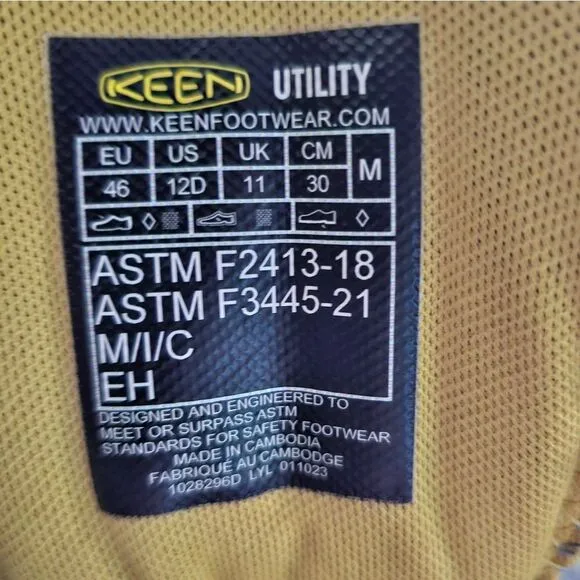 KEEN UTILITY
WWW.KEENFOOTWEAR.COM
EU US UK CM M
46 12D 11 30
ASTM F2413-18
ASTM F3445-21
M/I/C
EH
DESIGNED AND ENGINEERED TO
MEET OR SURPASS ASTM
STANDARDS FOR SAFETY FOOTWEAR
MADE IN CAMBODIA
FABRIQUÉ AU CAMBODGE
1028296D LYL 011023